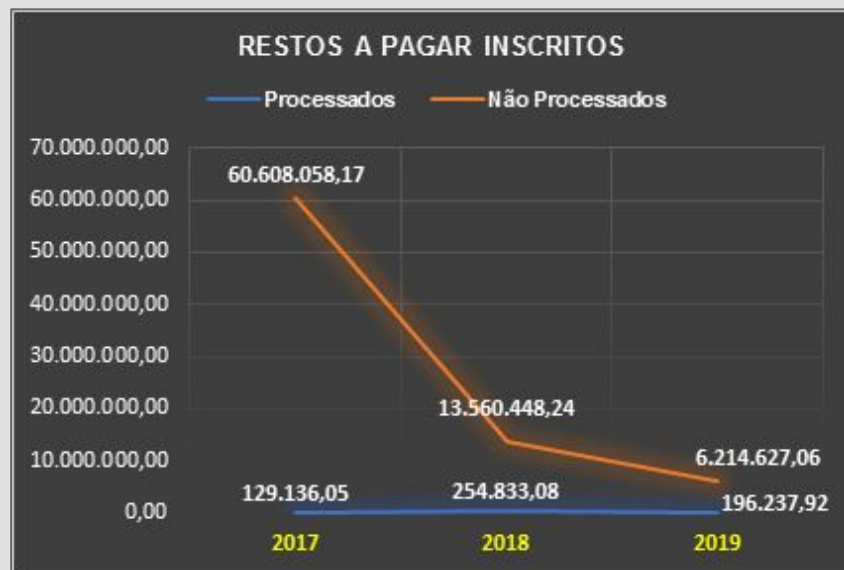 RESTOS A PAGAR INSCRITOS
Processados Não Processados
70.000.000,00
60.608.058,17
60.000.000,00
50.000.000,00
40.000.000,00
30.000.000,00
20.000.000,00
13.560.448,24
10.000.000,00
6.214.627,06
129.136,05 254.833,08 196.237,92
0,00
2017 2018 2019